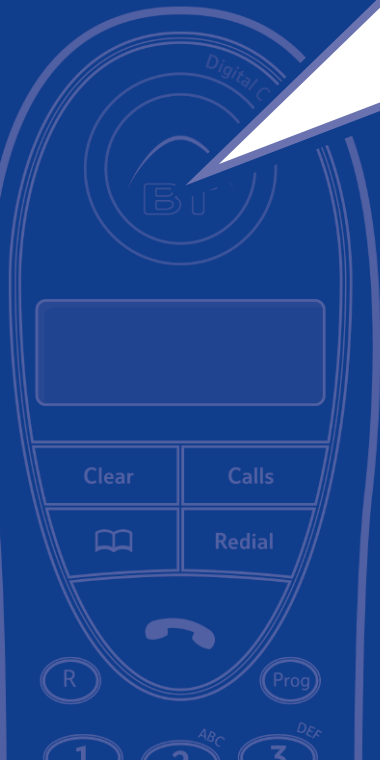 Digital C
BT
Clear Calls
Redial
R Prog
ABC DEF
1 2 3